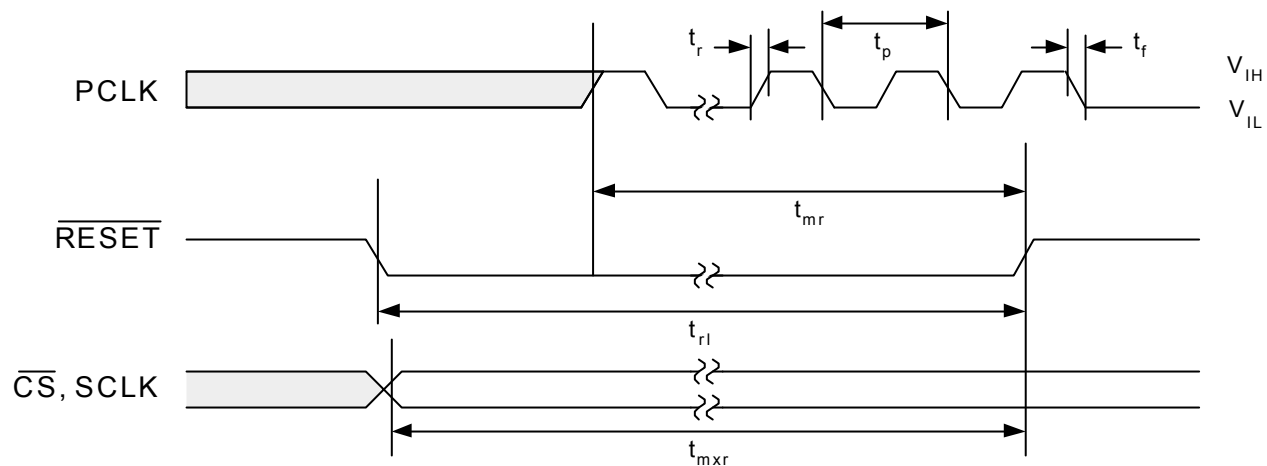 t_r
t_p
t_f
PCLK
V_IH
V_IL
t_mr
RESET
t_rl
CS, SCLK
t_mxr